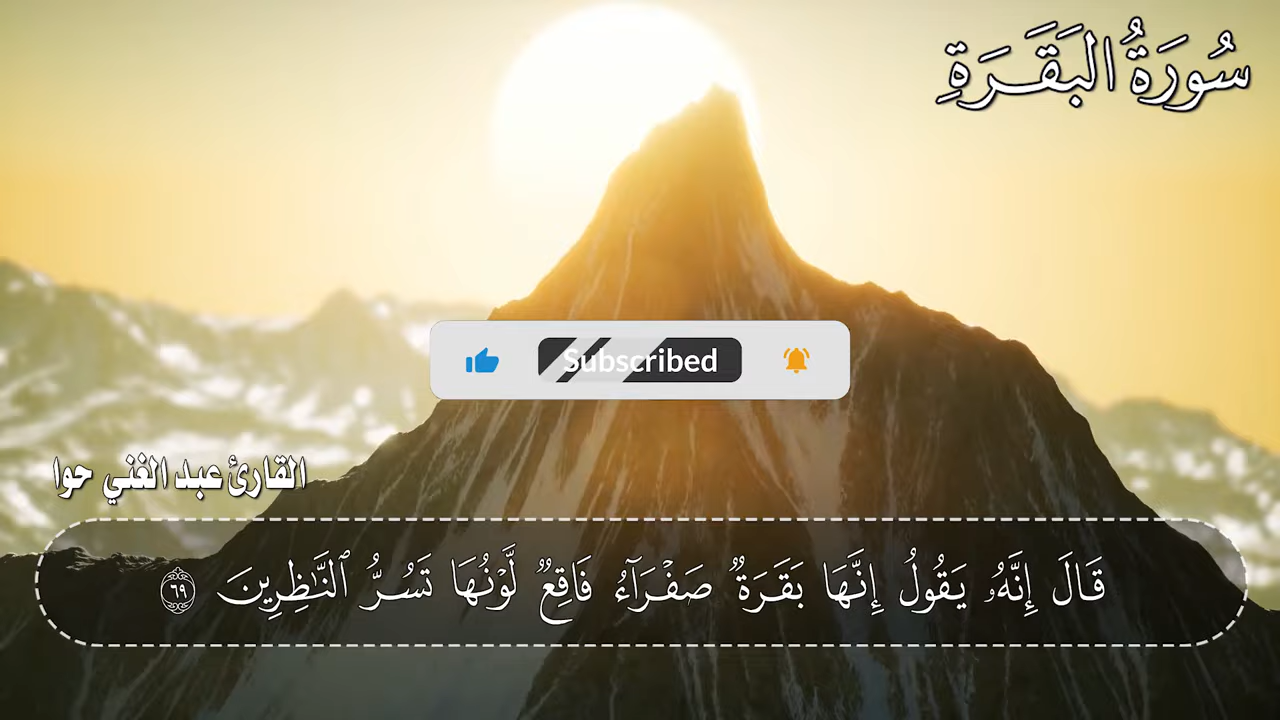 سُورَةُ البَقَرَةِ
Subscribed
القارئ عبد الغني حوا
قَالَ إِنَّهُۥ يَقُولُ إِنَّهَا بَقَرَةٌ صَفْرَآءُ فَاقِعٌ لَّوْنُهَا تَسُرُّ ٱلنَّـٰظِرِينَ ٦٩